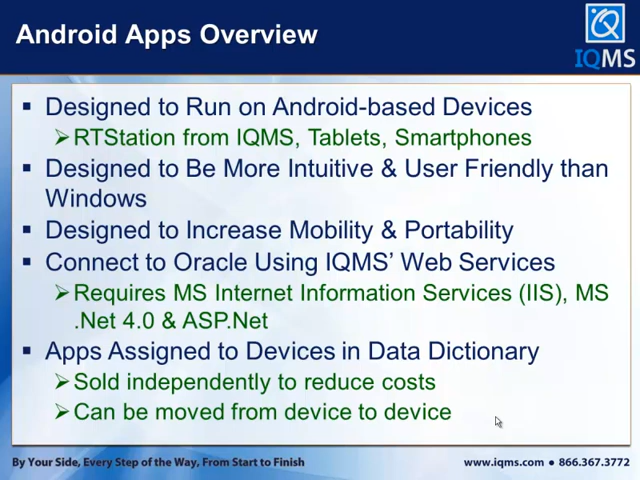 Android Apps Overview
IQMS
▪ Designed to Run on Android-based Devices
➢RTStation from IQMS, Tablets, Smartphones
▪ Designed to Be More Intuitive & User Friendly than
Windows
▪ Designed to Increase Mobility & Portability
▪ Connect to Oracle Using IQMS’ Web Services
➢Requires MS Internet Information Services (IIS), MS
.Net 4.0 & ASP.Net
▪ Apps Assigned to Devices in Data Dictionary
➢Sold independently to reduce costs
➢Can be moved from device to device
By Your Side, Every Step of the Way, From Start to Finish
www.iqms.com ● 866.367.3772